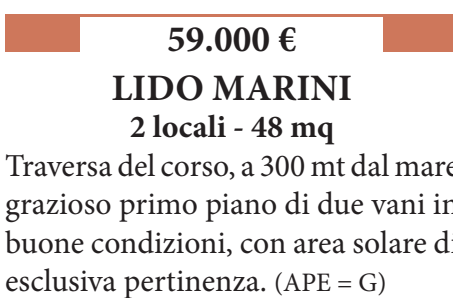 59.000 €
LIDO MARINI
2 locali - 48 mq
Traversa del corso, a 300 mt dal mare
grazioso primo piano di due vani in
buone condizioni, con area solare di
esclusiva pertinenza. (APE = G)